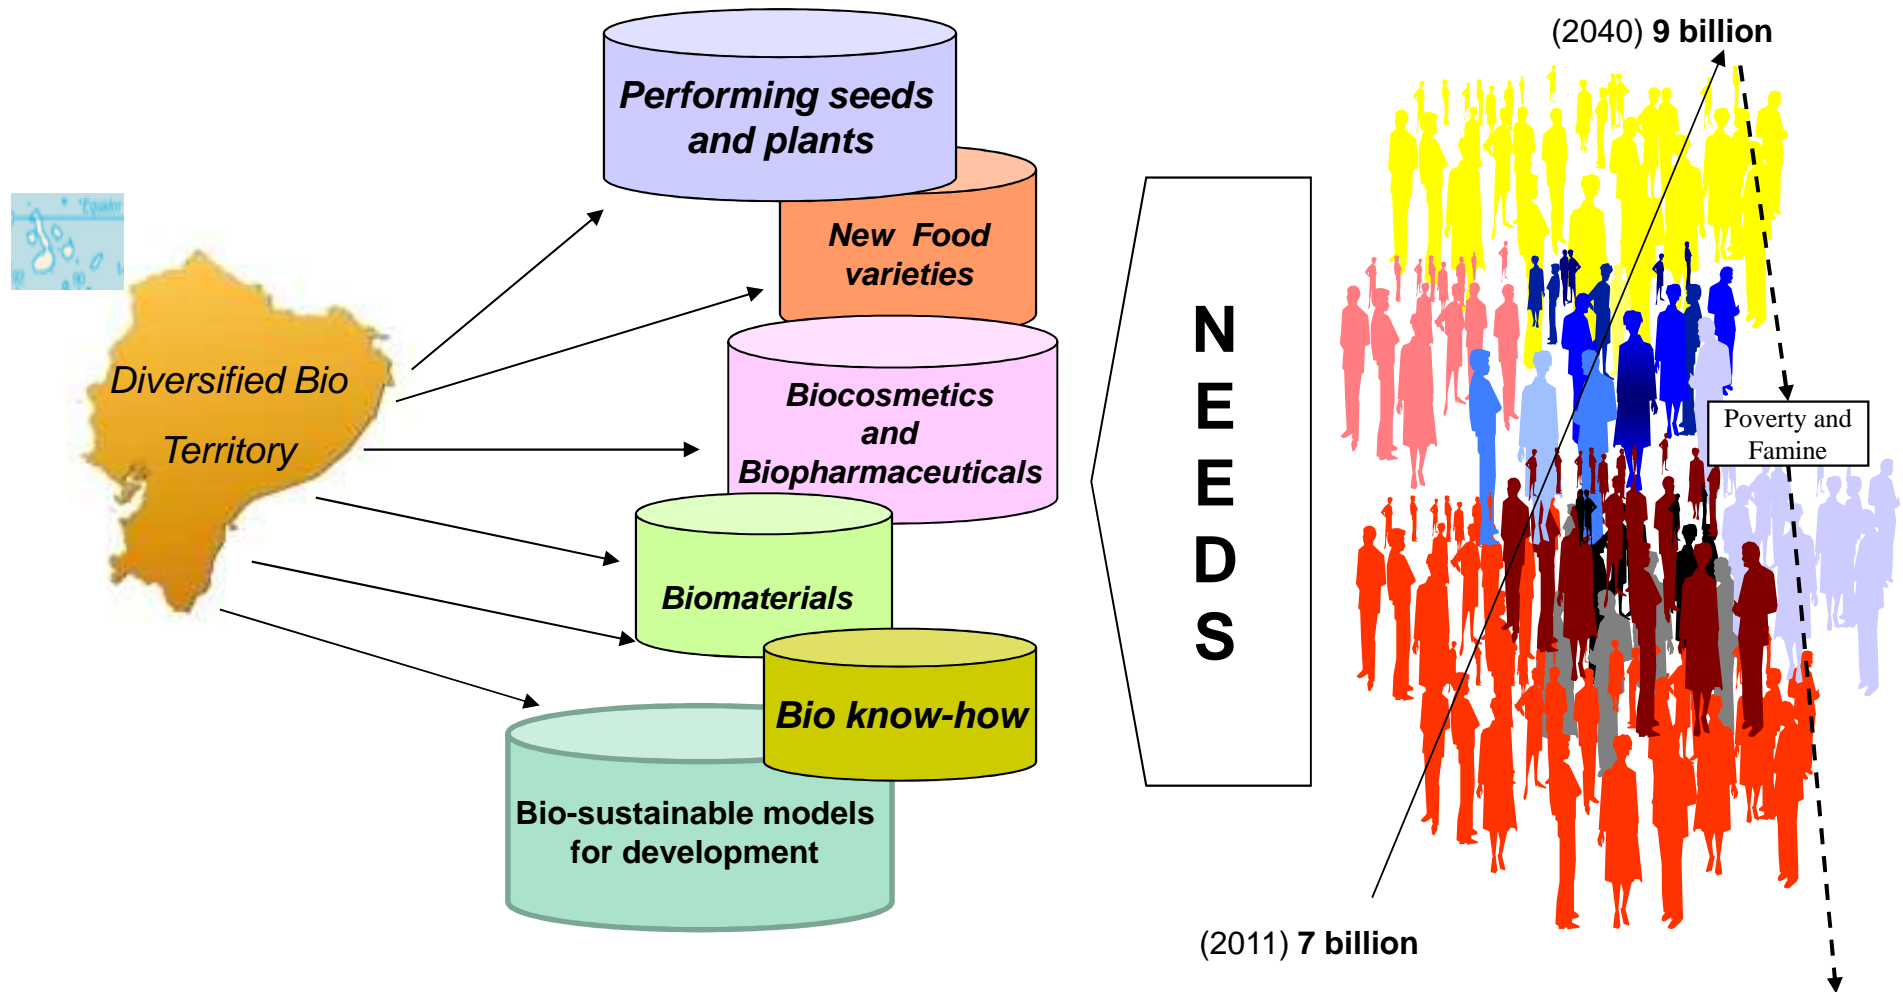 (2040) 9 billion
Performing seeds
and plants
Equador
New Food
varieties
Diversified Bio
Territory
Biocosmetics
and
Biopharmaceuticals
N
E
E
D
S
Poverty and
Famine
Biomaterials
Bio know-how
Bio-sustainable models
for development
(2011) 7 billion